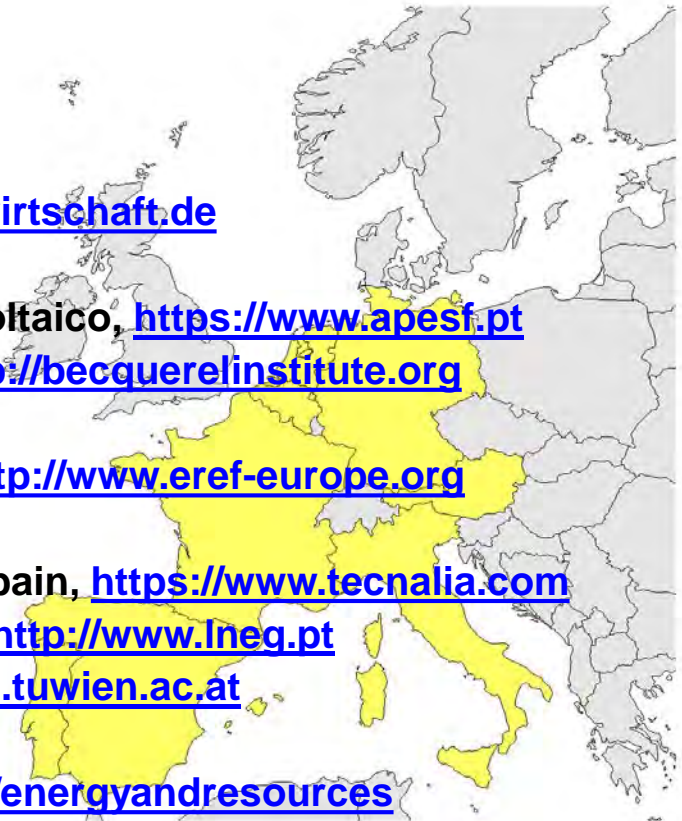 irtschaft.de
oltaico, https://www.apesf.pt
p://becquerelinstitute.org
tp://www.eref-europe.org
pain, https://www.tecnalia.com
http://www.lneg.pt
.tuwien.ac.at
/energyandresources